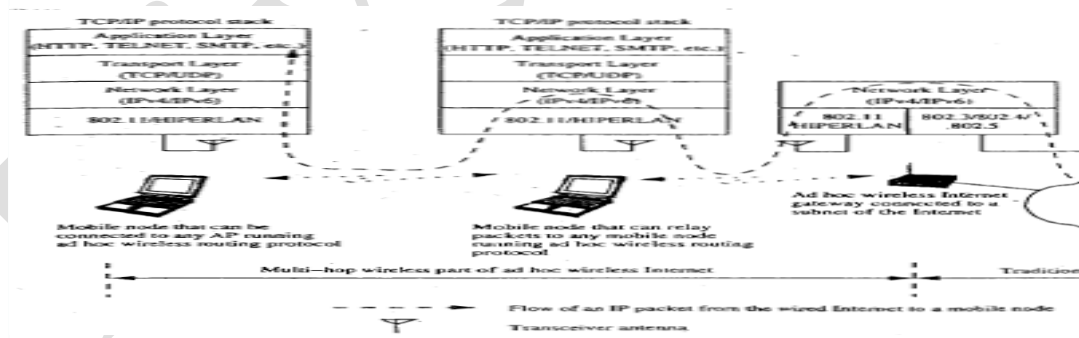 TCP/IP protocol stack
Application Layer
(HTTP, TELNET, SMTP, etc.)
Transport Layer
(TCP/UDP)
Network Layer
(IPv4/IPv6)
802.11/HIPERLAN
TCP/IP protocol stack
Application Layer
(HTTP, TELNET, SMTP, etc.)
Transport Layer
(TCP/UDP)
Network Layer
(IPv4/IPv6)
802.11/HIPERLAN
Network Layer
(IPv4/IPv6)
802.11
HIPERLAN
802.3/802.4/
802.5
Mobile node that can be
connected to any AP running
ad hoc wireless routing protocol
Mobile node that can relay
packets to any mobile node
running ad hoc wireless routing
protocol
Ad hoc wireless Internet
gateway connected to a
subnet of the Internet
Multi-hop wireless part of ad hoc wireless Internet
Tradition
Flow of an IP packet from the wired Internet to a mobile node
Transceiver antenna